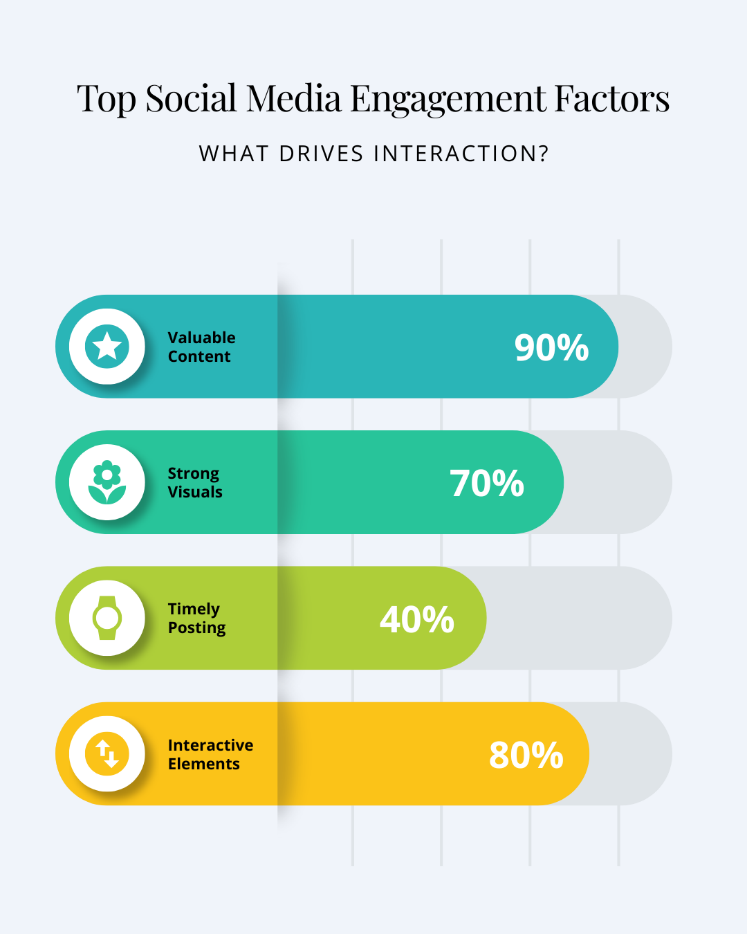 Top Social Media Engagement Factors
WHAT DRIVES INTERACTION?
Valuable
Content
90%
Strong
Visuals
70%
Timely
Posting
40%
Interactive
Elements
80%